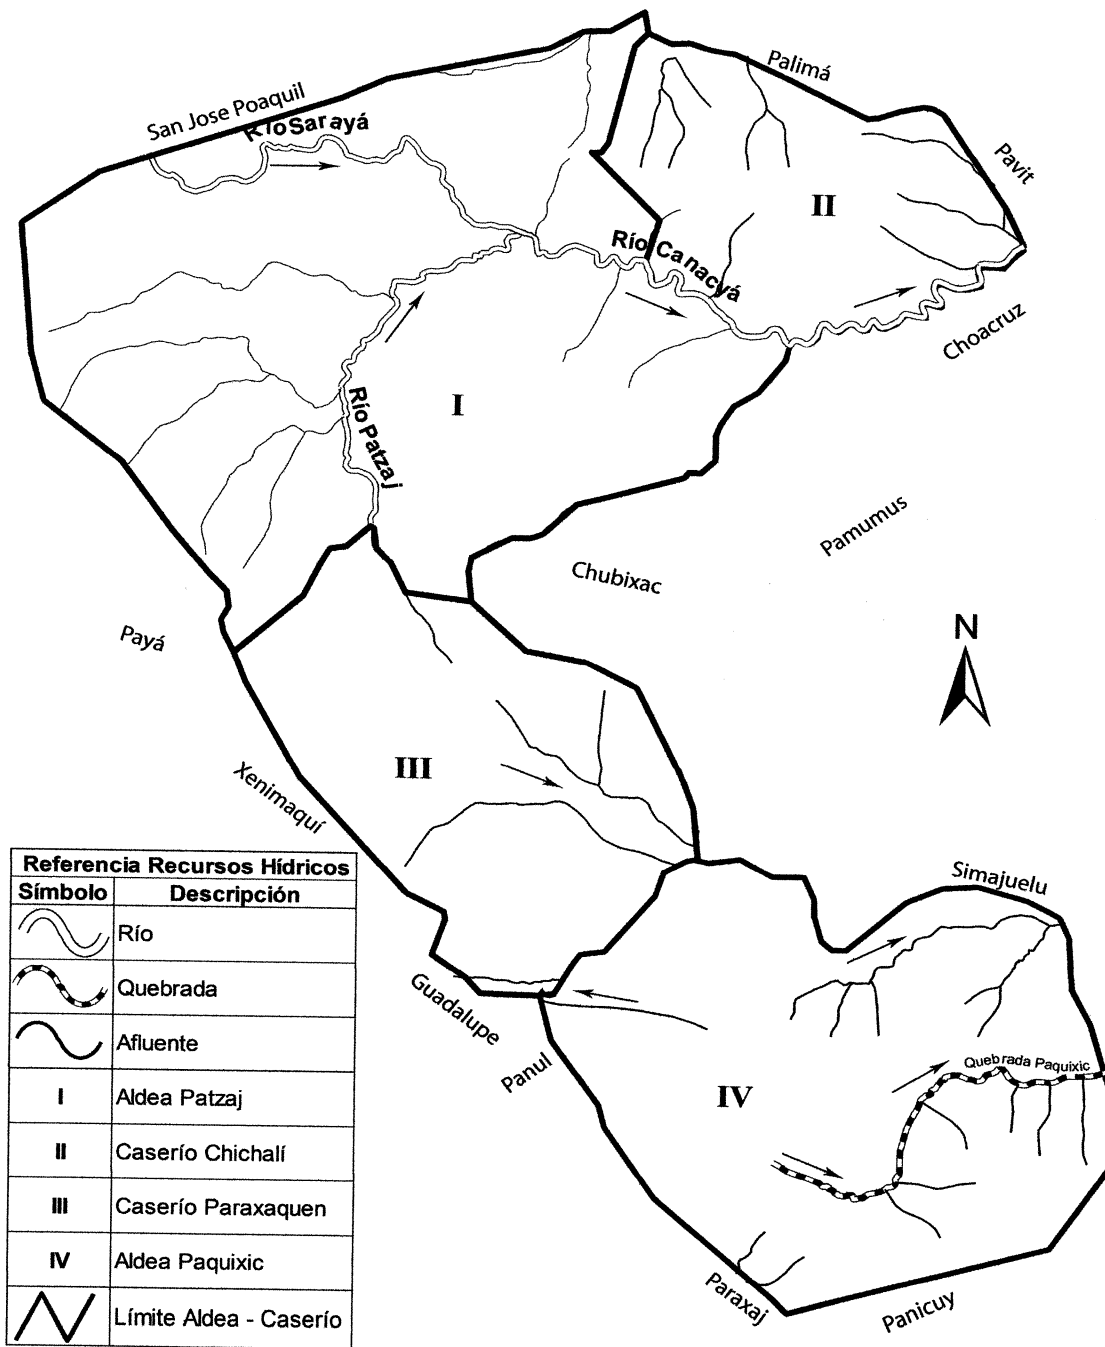 Palimá
San Jose Poaquil
Río Sarayá
Pavit
II
Río Canacyá
Choacruz
I
Río Patzaj
Pamumus
Chubixac
N
Payá
III
Xenimaquí
Simajuelu
Guadalupe
Panul
Quebrada Paquixic
IV
Paraxaj
Panicuy
Referencia Recursos Hídricos
Símbolo Descripción
Río
Quebrada
Afluente
I Aldea Patzaj
II Caserío Chichalí
III Caserío Paraxaquen
IV Aldea Paquixic
Límite Aldea - Caserío